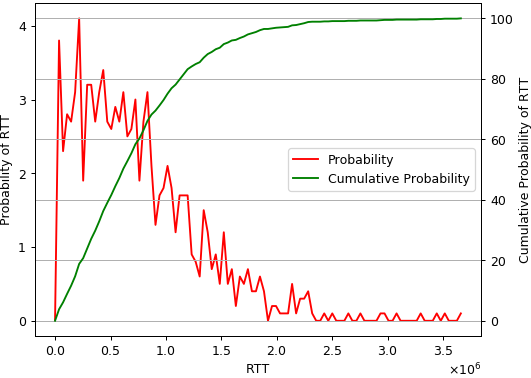 Probability of RTT
4
3
2
1
0
Probability
Cumulative Probability
100
80
60
40
20
0
Cumulative Probability of RTT
0.0 0.5 1.0 1.5 2.0 2.5 3.0 3.5
RTT
×10⁶